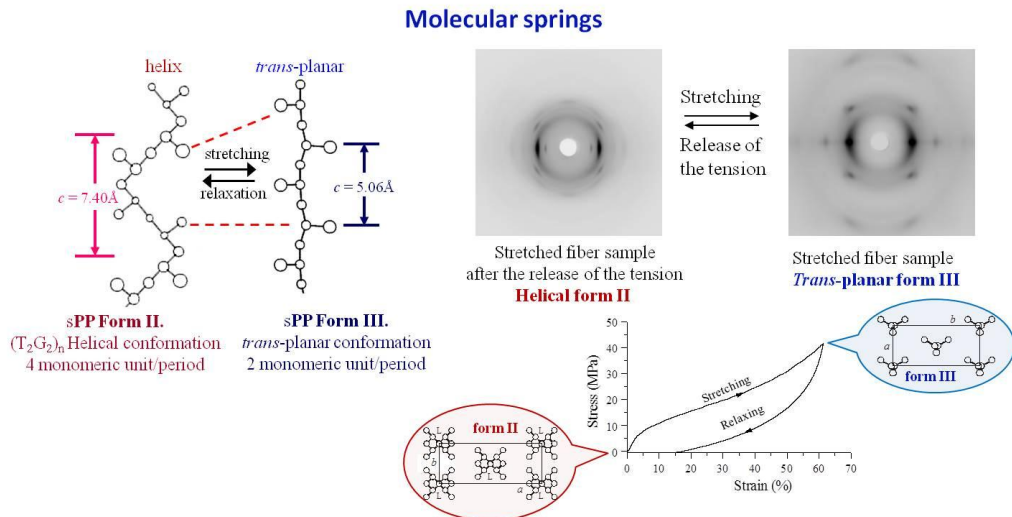 Molecular springs
helix
trans-planar
c = 7.40Å
stretching
relaxation
c = 5.06Å
sPP Form II.
(T₂G₂)ₙ Helical conformation
4 monomeric unit/period
sPP Form III.
trans-planar conformation
2 monomeric unit/period
Stretching
Release of
the tension
Stretched fiber sample
after the release of the tension
Helical form II
Stretched fiber sample
Trans-planar form III
b
a
form III
Stress (MPa)
50
40
30
20
10
0
Stretching
Relaxing
0 10 20 30 40 50 60 70
Strain (%)
form II
L L
b
L
a
L L